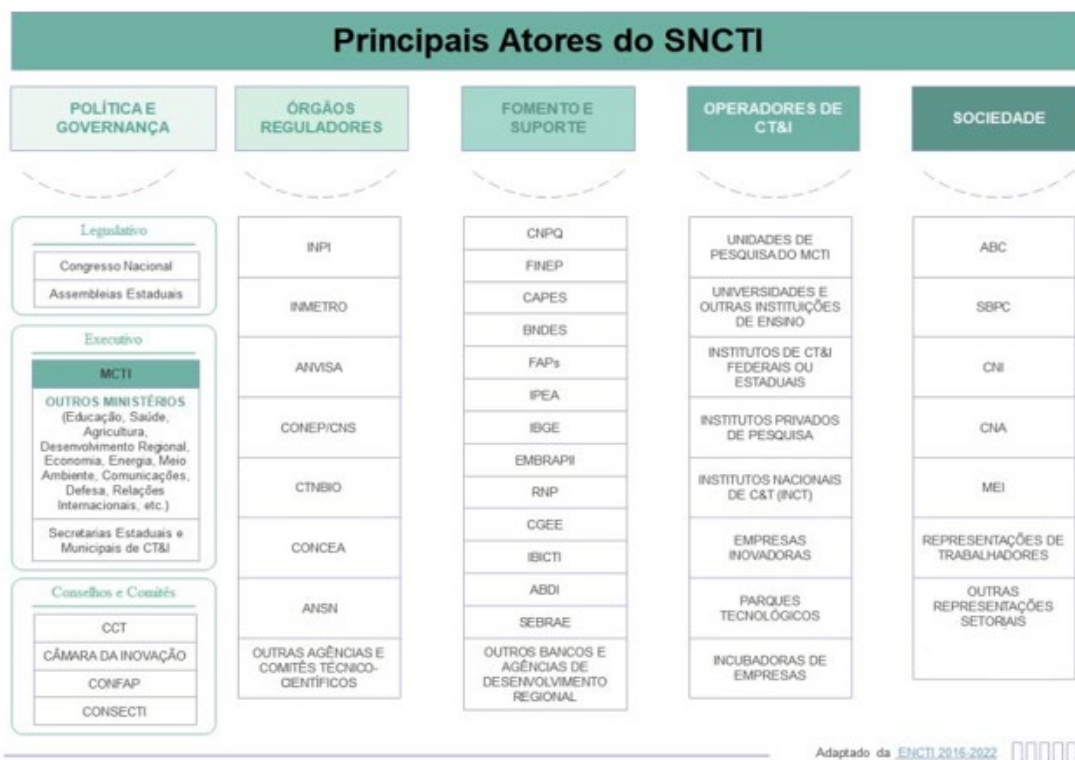 Principais Atores do SNCTI
POLÍTICA E
GOVERNANÇA
Legislativo
Congresso Nacional
Assembleias Estaduais
Executivo
MCTI
OUTROS MINISTÉRIOS
(Educação, Saúde,
Agricultura,
Desenvolvimento Regional,
Economia, Energia, Meio
Ambiente, Comunicações,
Defesa, Relações
Internacionais, etc.)
Secretarias Estaduais e
Municipais de CT&I
Conselhos e Comitês
CCT
CÂMARA DA INOVAÇÃO
CONFAP
CONSECTI
ÓRGÃOS
REGULADORES
INPI
INMETRO
ANVISA
CONEP/CNS
CTNBIO
CONCEA
ANSN
OUTRAS AGÊNCIAS E
COMITÊS TÉCNICO-
CIENTÍFICOS
FOMENTO E
SUPORTE
CNPQ
FINEP
CAPES
BNDES
FAPs
IPEA
IBGE
EMBRAPII
RNP
CGEE
IBICTI
ABDI
SEBRAE
OUTROS BANCOS E
AGÊNCIAS DE
DESENVOLVIMENTO
REGIONAL
OPERADORES DE
CT&I
UNIDADES DE
PESQUISA DO MCTI
UNIVERSIDADES E
OUTRAS INSTITUIÇÕES
DE ENSINO
INSTITUTOS DE CT&I
FEDERAIS OU
ESTADUAIS
INSTITUTOS PRIVADOS
DE PESQUISA
INSTITUTOS NACIONAIS
DE C&T (INCT)
EMPRESAS
INOVADORAS
PARQUES
TECNOLÓGICOS
INCUBADORAS DE
EMPRESAS
SOCIEDADE
ABC
SBPC
CNI
CNA
MEI
REPRESENTAÇÕES DE
TRABALHADORES
OUTRAS
REPRESENTAÇÕES
SETORIAIS
Adaptado da ENCTI 2016-2022